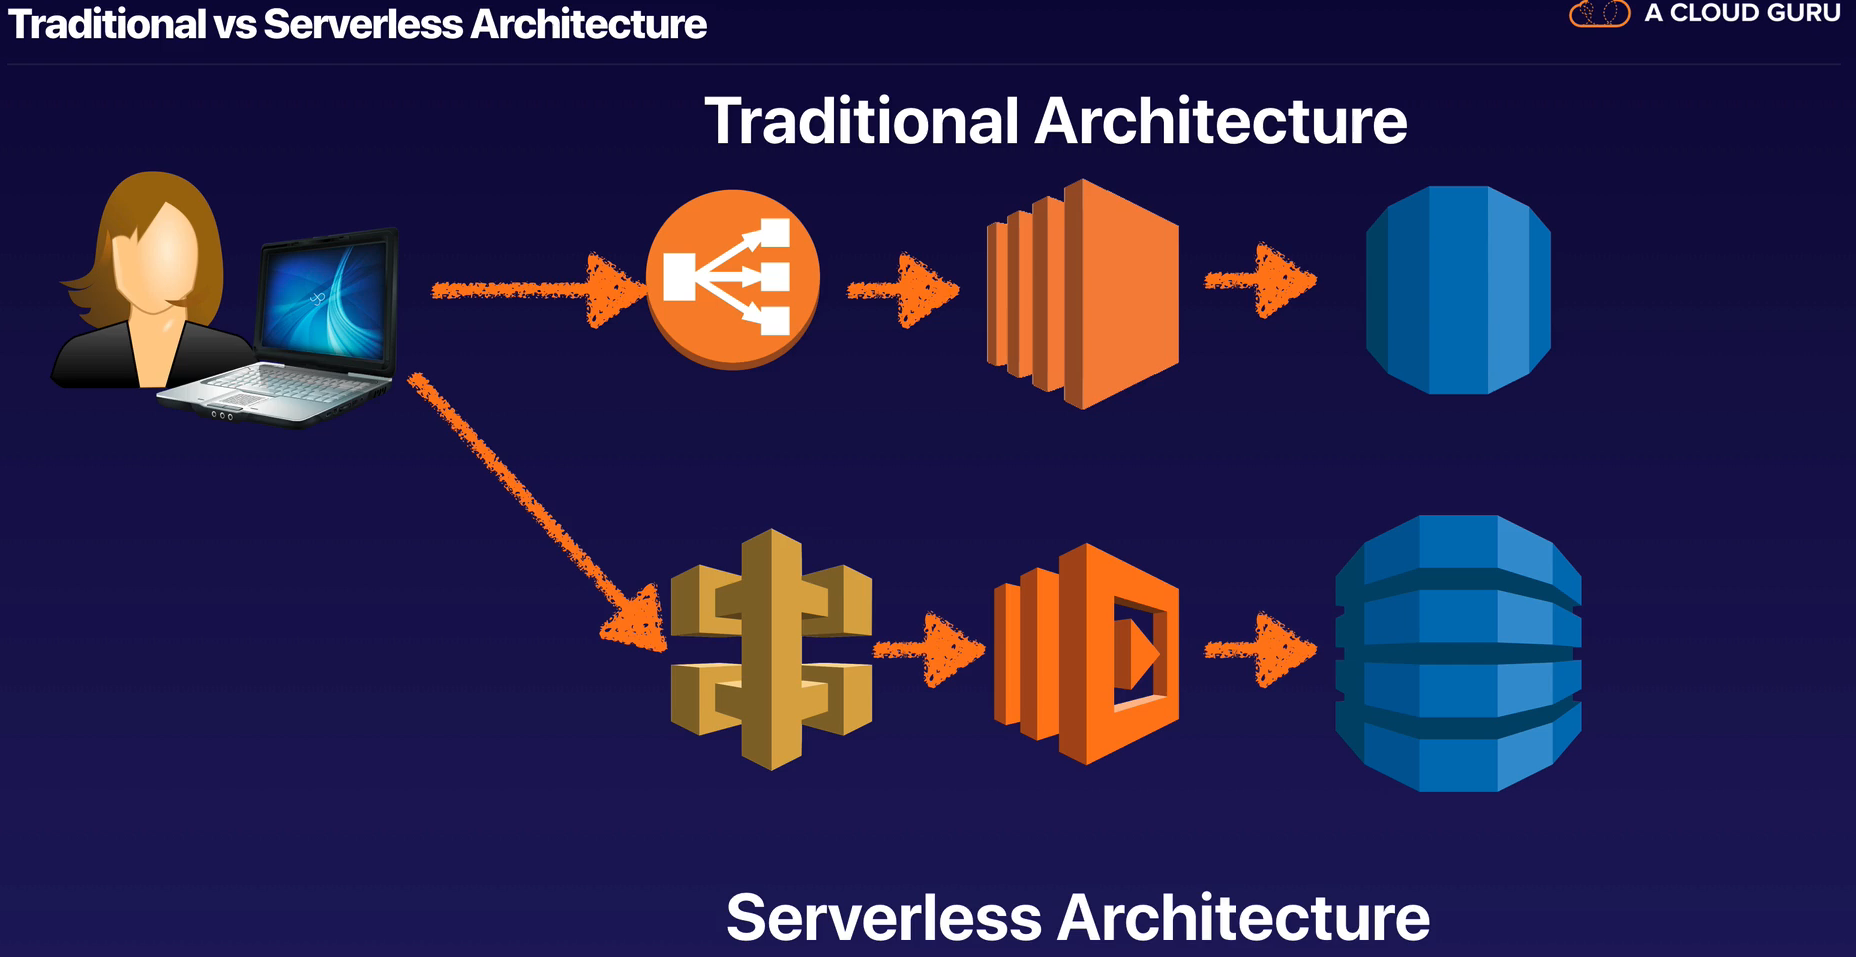 Traditional vs Serverless Architecture
A CLOUD GURU
Traditional Architecture
Serverless Architecture